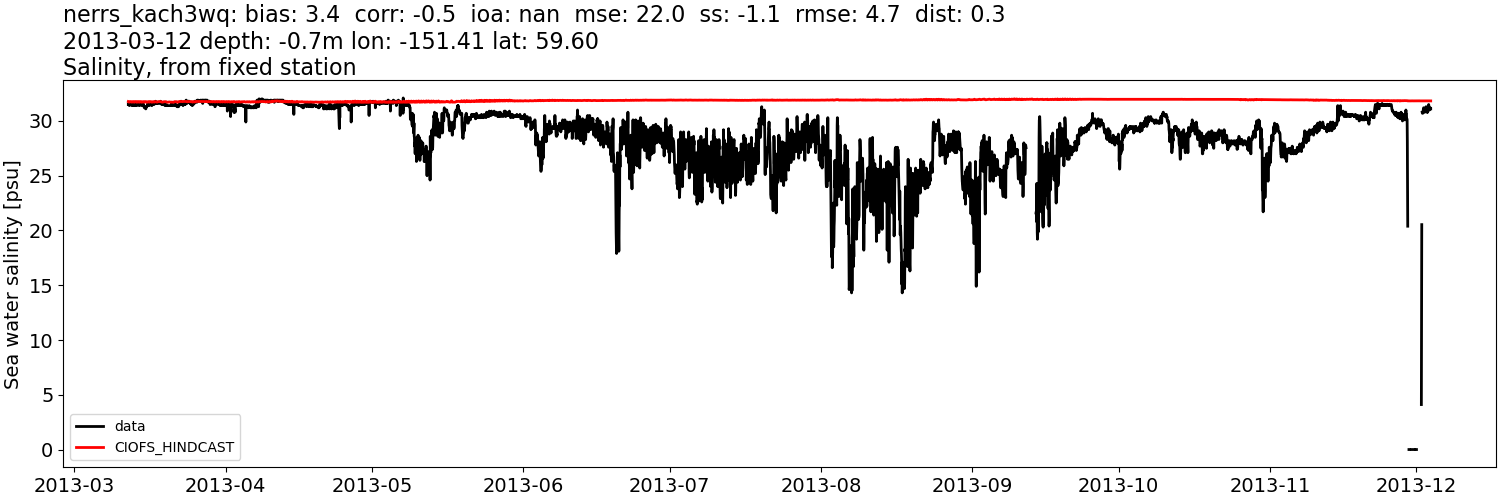 nerrs_kach3wq: bias: 3.4  corr: -0.5  ioa: nan  mse: 22.0  ss: -1.1  rmse: 4.7  dist: 0.3
2013-03-12 depth: -0.7m lon: -151.41 lat: 59.60
Salinity, from fixed station
Sea water salinity [psu]
30
25
20
15
10
5
0
data
CIOFS_HINDCAST
2013-03
2013-04
2013-05
2013-06
2013-07
2013-08
2013-09
2013-10
2013-11
2013-12